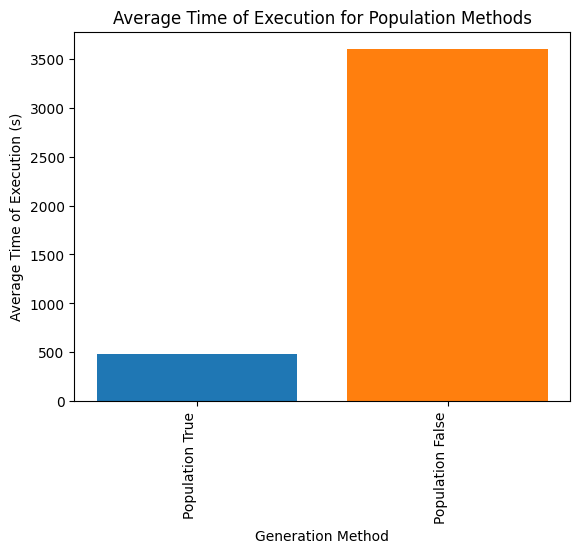 Average Time of Execution for Population Methods
Average Time of Execution (s)
3500
3000
2500
2000
1500
1000
500
0
Population True
Population False
Generation Method